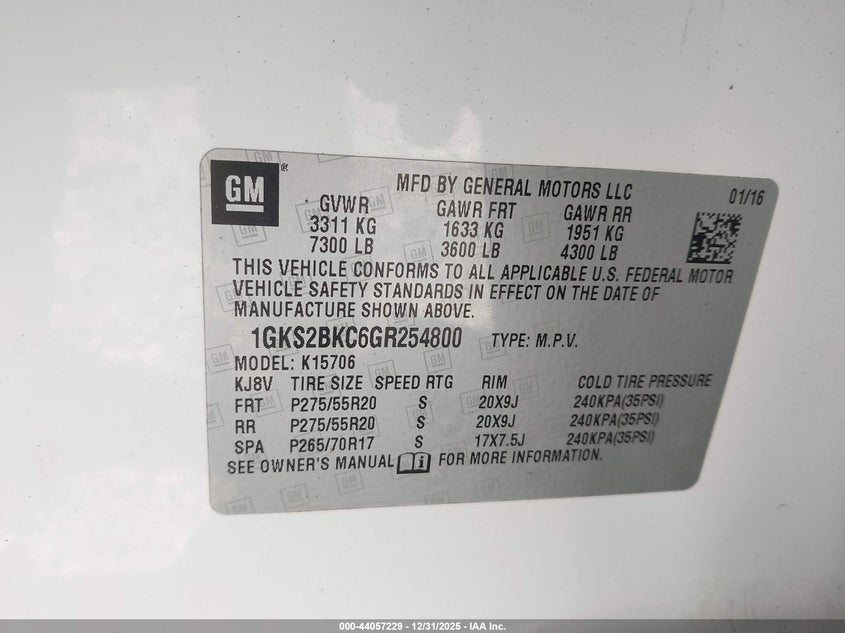 GM ®
MFD BY GENERAL MOTORS LLC
01/16
GVWR GAWR FRT GAWR RR
3311 KG 1633 KG 1951 KG
7300 LB 3600 LB 4300 LB
THIS VEHICLE CONFORMS TO ALL APPLICABLE U.S. FEDERAL MOTOR
VEHICLE SAFETY STANDARDS IN EFFECT ON THE DATE OF
MANUFACTURE SHOWN ABOVE.
1GKS2BKC6GR254800 TYPE: M.P.V.
MODEL: K15706
KJ8V TIRE SIZE SPEED RTG RIM COLD TIRE PRESSURE
FRT P275/55R20 S 20X9J 240KPA(35PSI)
RR P275/55R20 S 20X9J 240KPA(35PSI)
SPA P265/70R17 S 17X7.5J 240KPA(35PSI)
SEE OWNER'S MANUAL i FOR MORE INFORMATION.
000-44057229 - 12/31/2025 - IAA Inc.